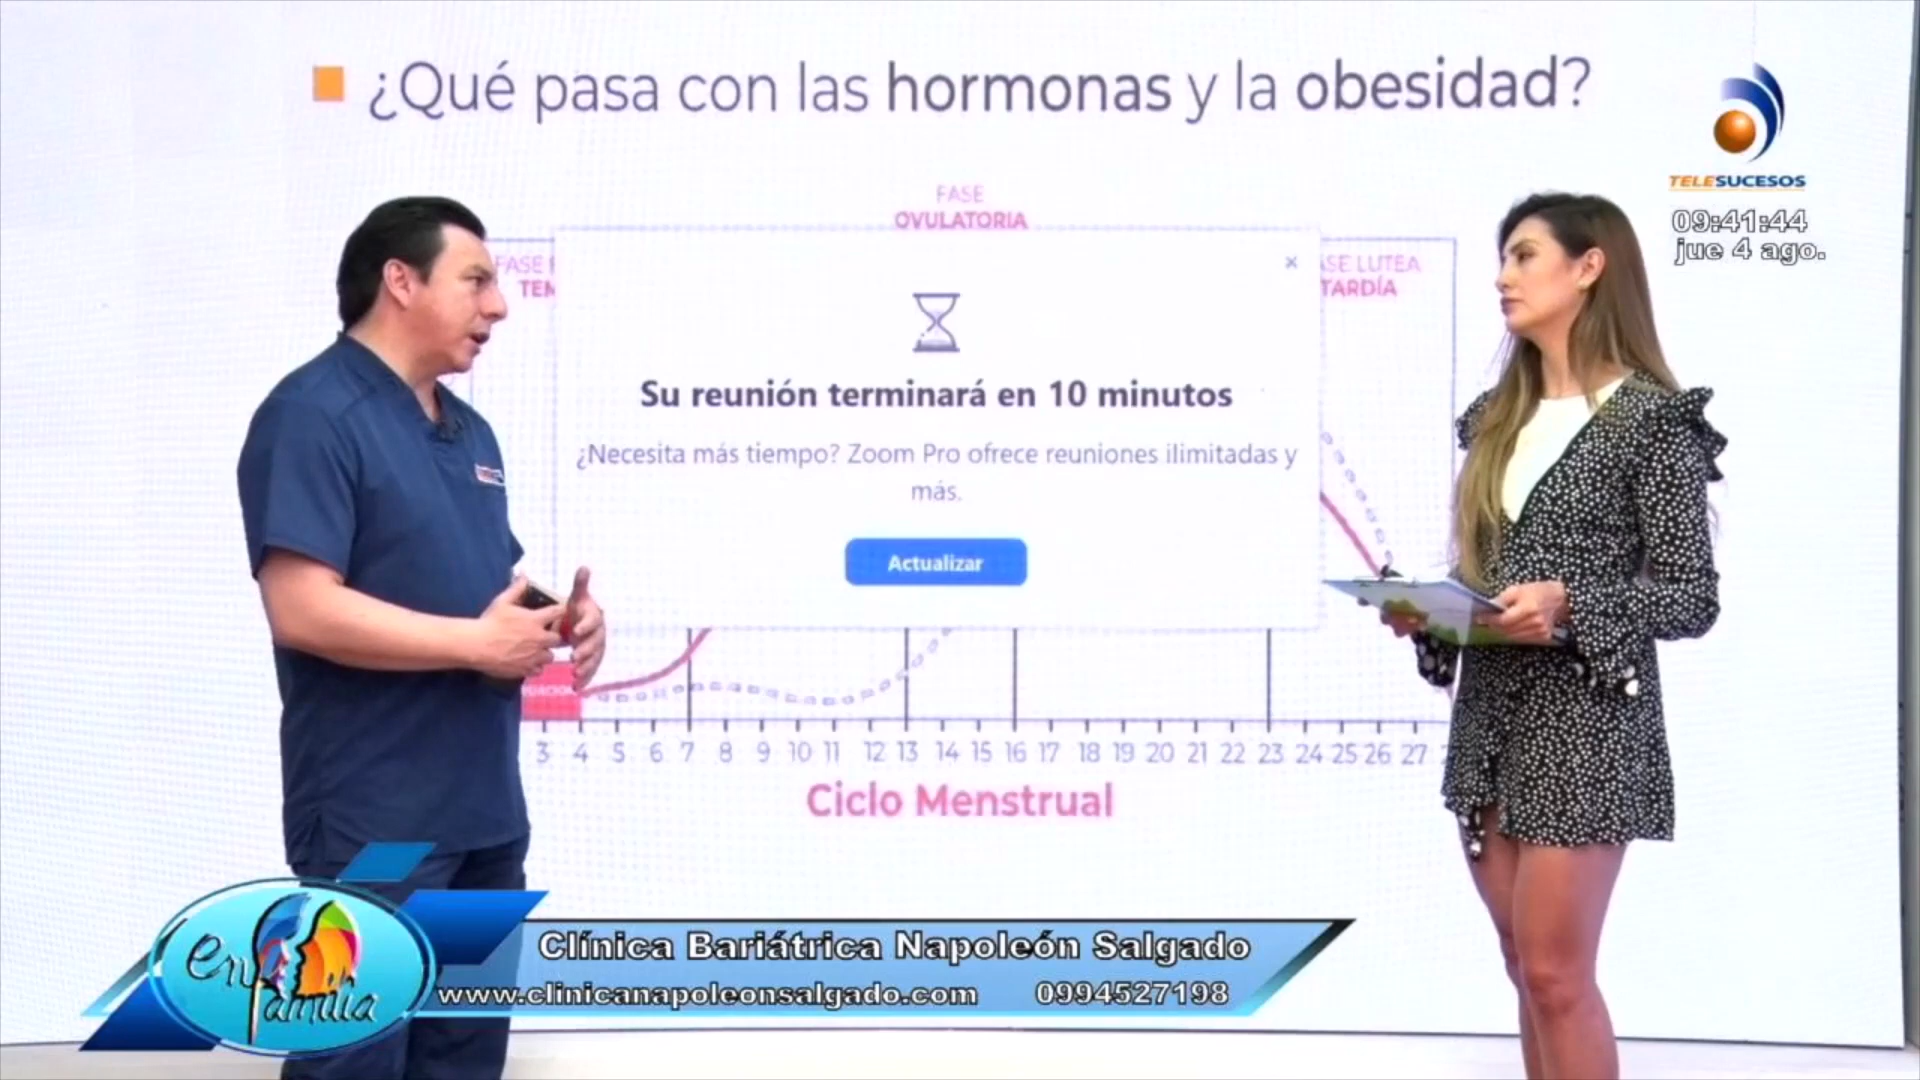 ¿Qué pasa con las hormonas y la obesidad?
TELESUCESOS
09:41:44
jue 4 ago.
FASE
OVULATORIA
FASE
TEM
SE LUTEA
TARDÍA
×
Su reunión terminará en 10 minutos
¿Necesita más tiempo? Zoom Pro ofrece reuniones ilimitadas y
más.
Actualizar
3 4 5 6 7 8 9 10 11 12 13 14 15 16 17 18 19 20 21 22 23 24 25 26 27
Ciclo Menstrual
en familia
Clínica Bariátrica Napoleón Salgado
www.clinicanapoleonsalgado.com 0994527198